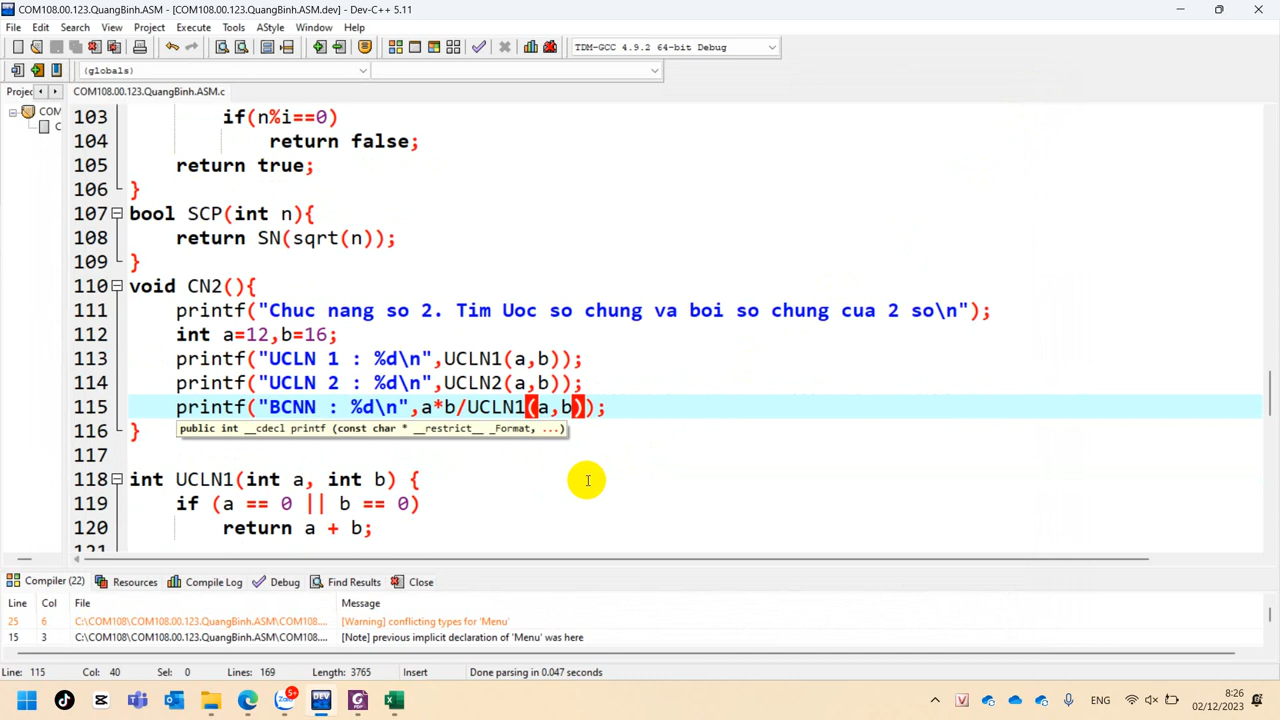 COM108.00.123.QuangBinh.ASM - [COM108.00.123.QuangBinh.ASM.dev] - Dev-C++ 5.11
File Edit Search View Project Execute Tools AStyle Window Help
TDM-GCC 4.9.2 64-bit Debug
(globals)
Projec COM108.00.123.QuangBinh.ASM.c
COM
C
103 if(n%i==0)
104 return false;
105 return true;
106 }
107 bool SCP(int n){
108 return SN(sqrt(n));
109 }
110 void CN2(){
111 printf("Chuc nang so 2. Tim Uoc so chung va boi so chung cua 2 so\n");
112 int a=12,b=16;
113 printf("UCLN 1 : %d\n",UCLN1(a,b));
114 printf("UCLN 2 : %d\n",UCLN2(a,b));
115 printf("BCNN : %d\n",a*b/UCLN1(a,b));
116 }
public int __cdecl printf (const char * __restrict__ _Format, ...)
117
118 int UCLN1(int a, int b) {
119 if (a == 0 || b == 0)
120 return a + b;
121
Compiler (22) Resources Compile Log Debug Find Results Close
Line Col File Message
25 6 C:\COM108\COM108.00.123.QuangBinh.ASM\COM108.... [Warning] conflicting types for 'Menu'
15 3 C:\COM108\COM108.00.123.QuangBinh.ASM\COM108.... [Note] previous implicit declaration of 'Menu' was here
Line: 115 Col: 40 Sel: 0 Lines: 169 Length: 3765 Insert Done parsing in 0.047 seconds
5+
Zalo
DEV
ENG
8:26
02/12/2023